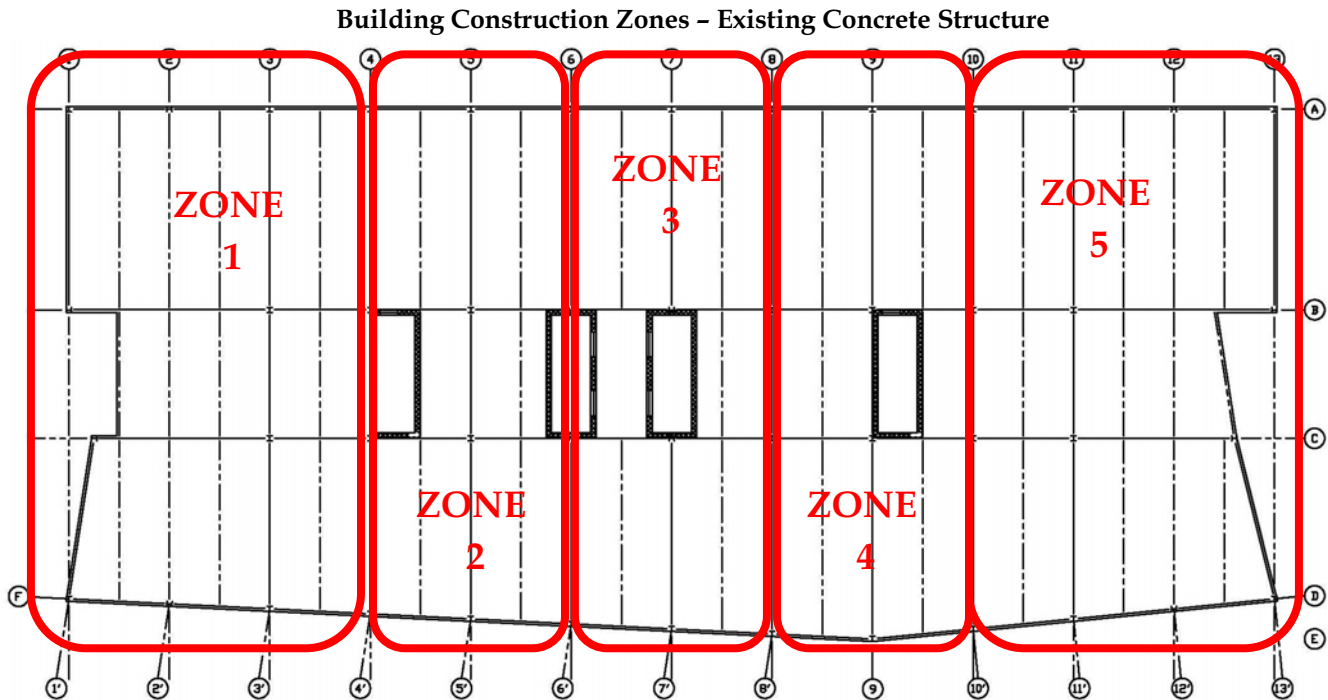 Building Construction Zones – Existing Concrete Structure
1 2 3 4 5 6 7 8 9 10 11 12 13
A
ZONE
1
ZONE
3
ZONE
5
B
C
ZONE
2
ZONE
4
F
D
E
1' 2' 3' 4' 5' 6' 7' 8' 9 10' 11' 12' 13'